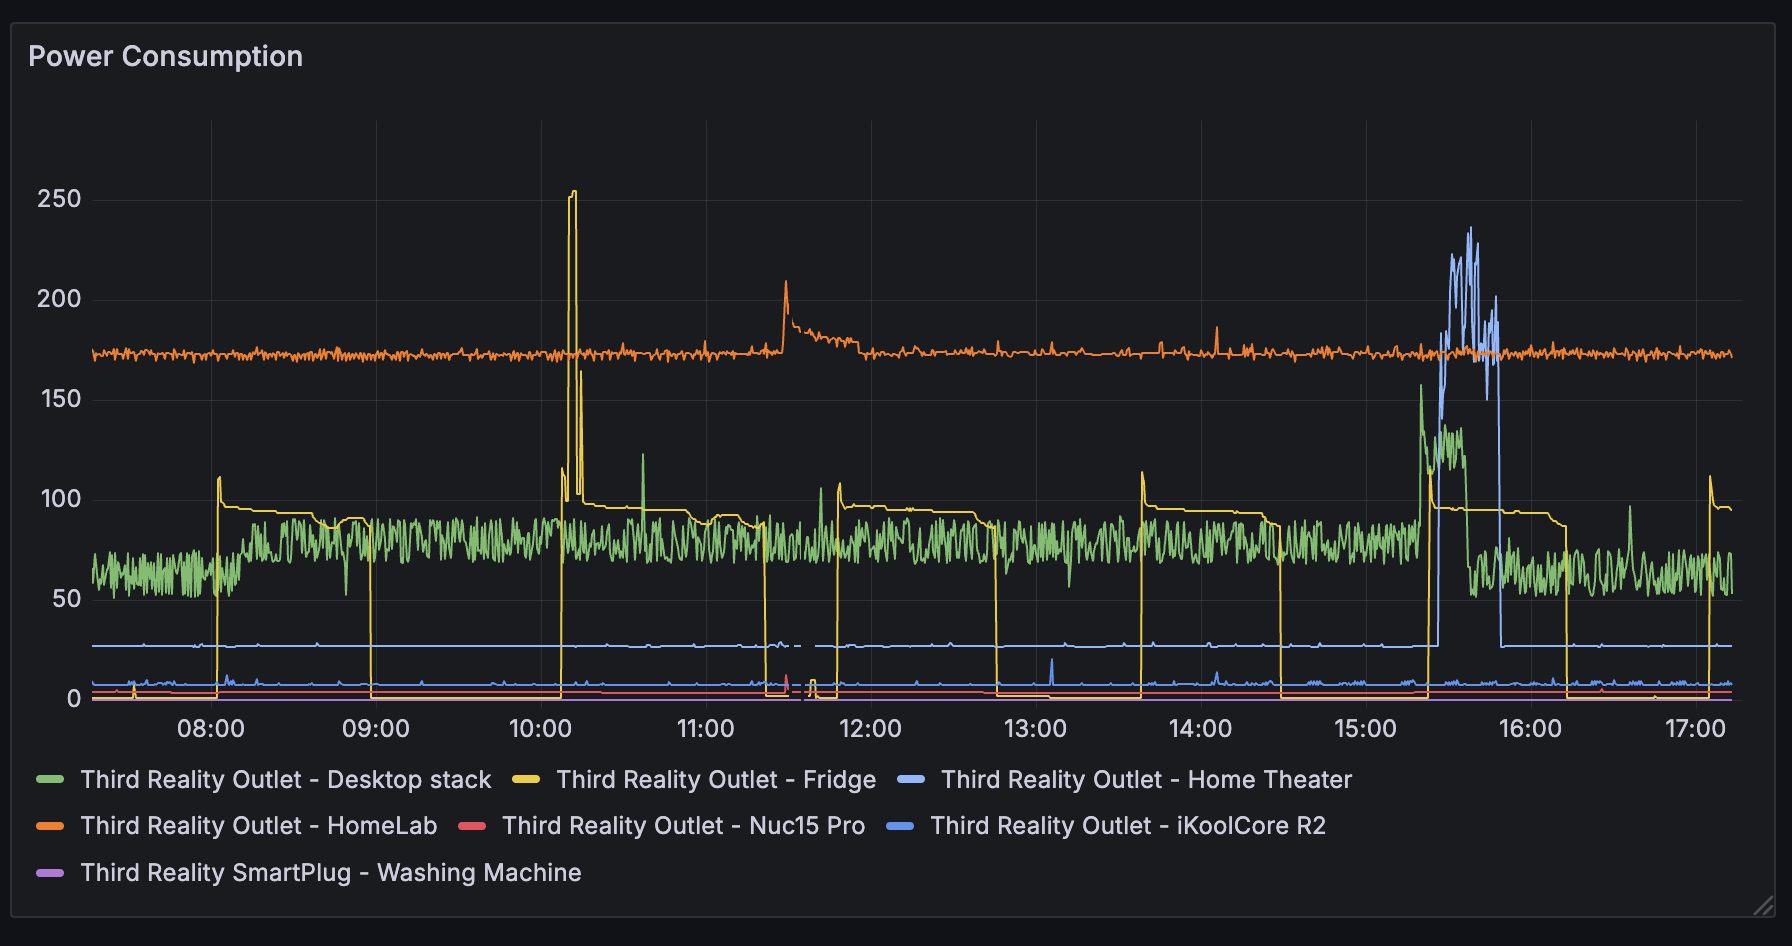 Power Consumption
250
200
150
100
50
0
08:00 09:00 10:00 11:00 12:00 13:00 14:00 15:00 16:00 17:00
Third Reality Outlet - Desktop stack Third Reality Outlet - Fridge Third Reality Outlet - Home Theater
Third Reality Outlet - HomeLab Third Reality Outlet - Nuc15 Pro Third Reality Outlet - iKoolCore R2
Third Reality SmartPlug - Washing Machine